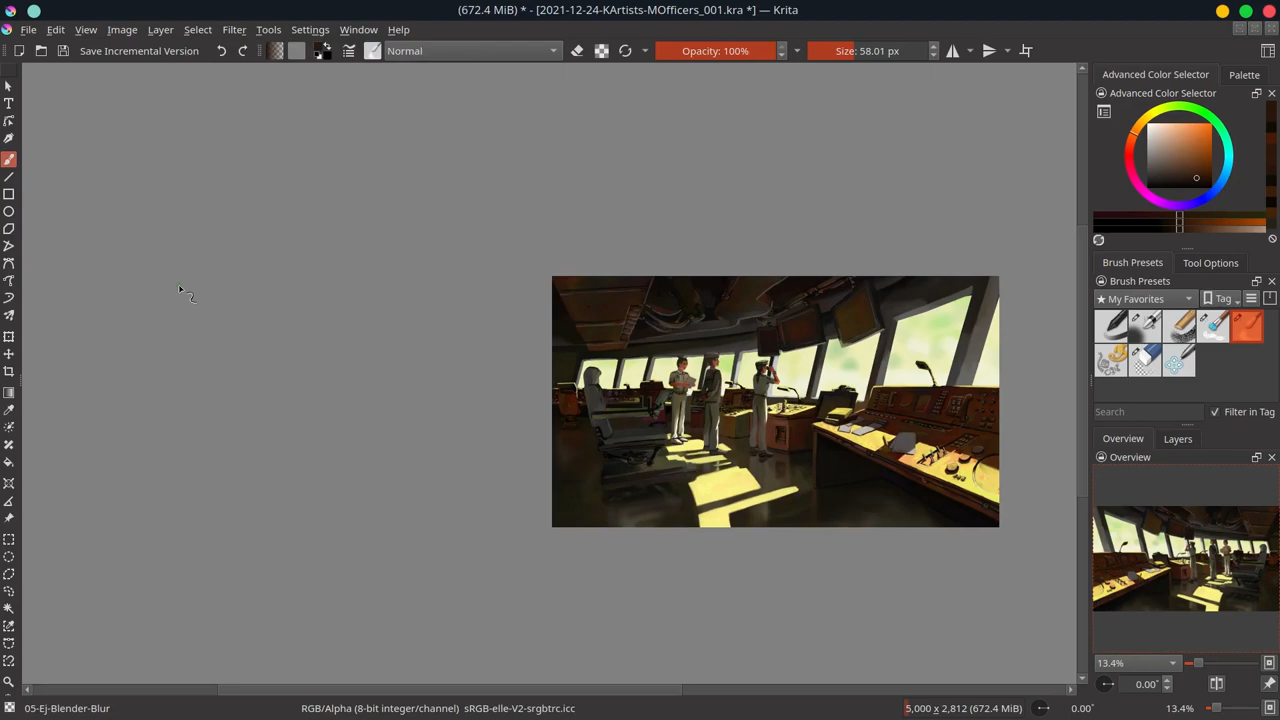 (672.4 MiB) * - [2021-12-24-KArtists-MOfficers_001.kra *] — Krita
File Edit View Image Layer Select Filter Tools Settings Window Help
Save Incremental Version Normal Opacity: 100% Size: 58.01 px
Advanced Color Selector Palette
Advanced Color Selector
Brush Presets Tool Options
Brush Presets
★ My Favorites Tag
Search Filter in Tag
Overview Layers
Overview
13.4%
0.00°
05-Ej-Blender-Blur RGB/Alpha (8-bit integer/channel) sRGB-elle-V2-srgbtrc.icc 5,000 x 2,812 (672.4 MiB) 0.00° 13.4%